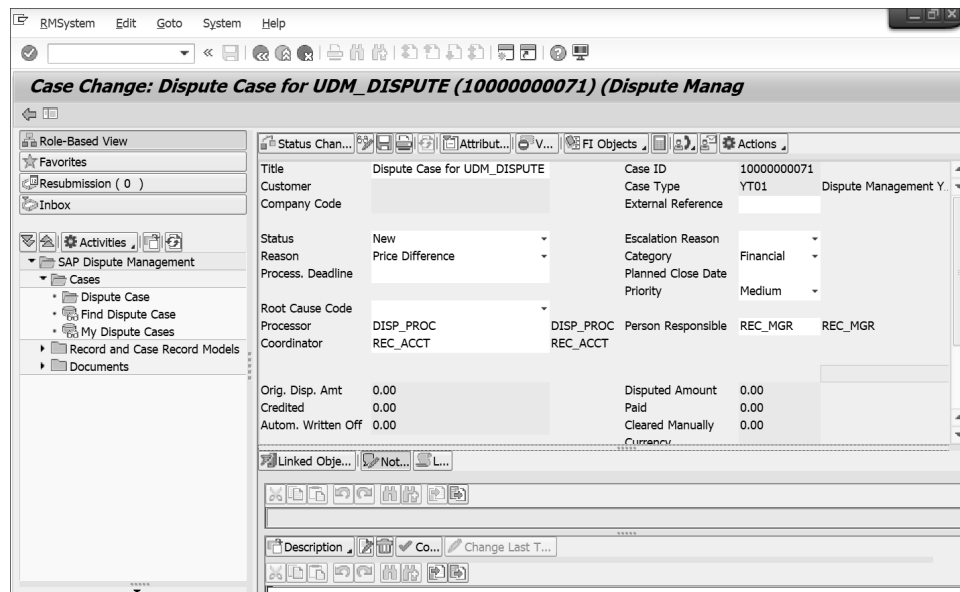 RMSystem Edit Goto System Help
Case Change: Dispute Case for UDM_DISPUTE (10000000071) (Dispute Manag
Role-Based View
Favorites
Resubmission ( 0 )
Inbox
Activities
SAP Dispute Management
Cases
Dispute Case
Find Dispute Case
My Dispute Cases
Record and Case Record Models
Documents
Status Chan... Attribut... V... FI Objects Actions
Title Dispute Case for UDM_DISPUTE Case ID 10000000071
Customer Case Type YT01 Dispute Management Y..
Company Code External Reference
Status New Escalation Reason
Reason Price Difference Category Financial
Process. Deadline Planned Close Date
Priority Medium
Root Cause Code
Processor DISP_PROC DISP_PROC Person Responsible REC_MGR REC_MGR
Coordinator REC_ACCT REC_ACCT
Orig. Disp. Amt 0.00 Disputed Amount 0.00
Credited 0.00 Paid 0.00
Autom. Written Off 0.00 Cleared Manually 0.00
Currency
Linked Obje... Not... L...
Description Co... Change Last T...